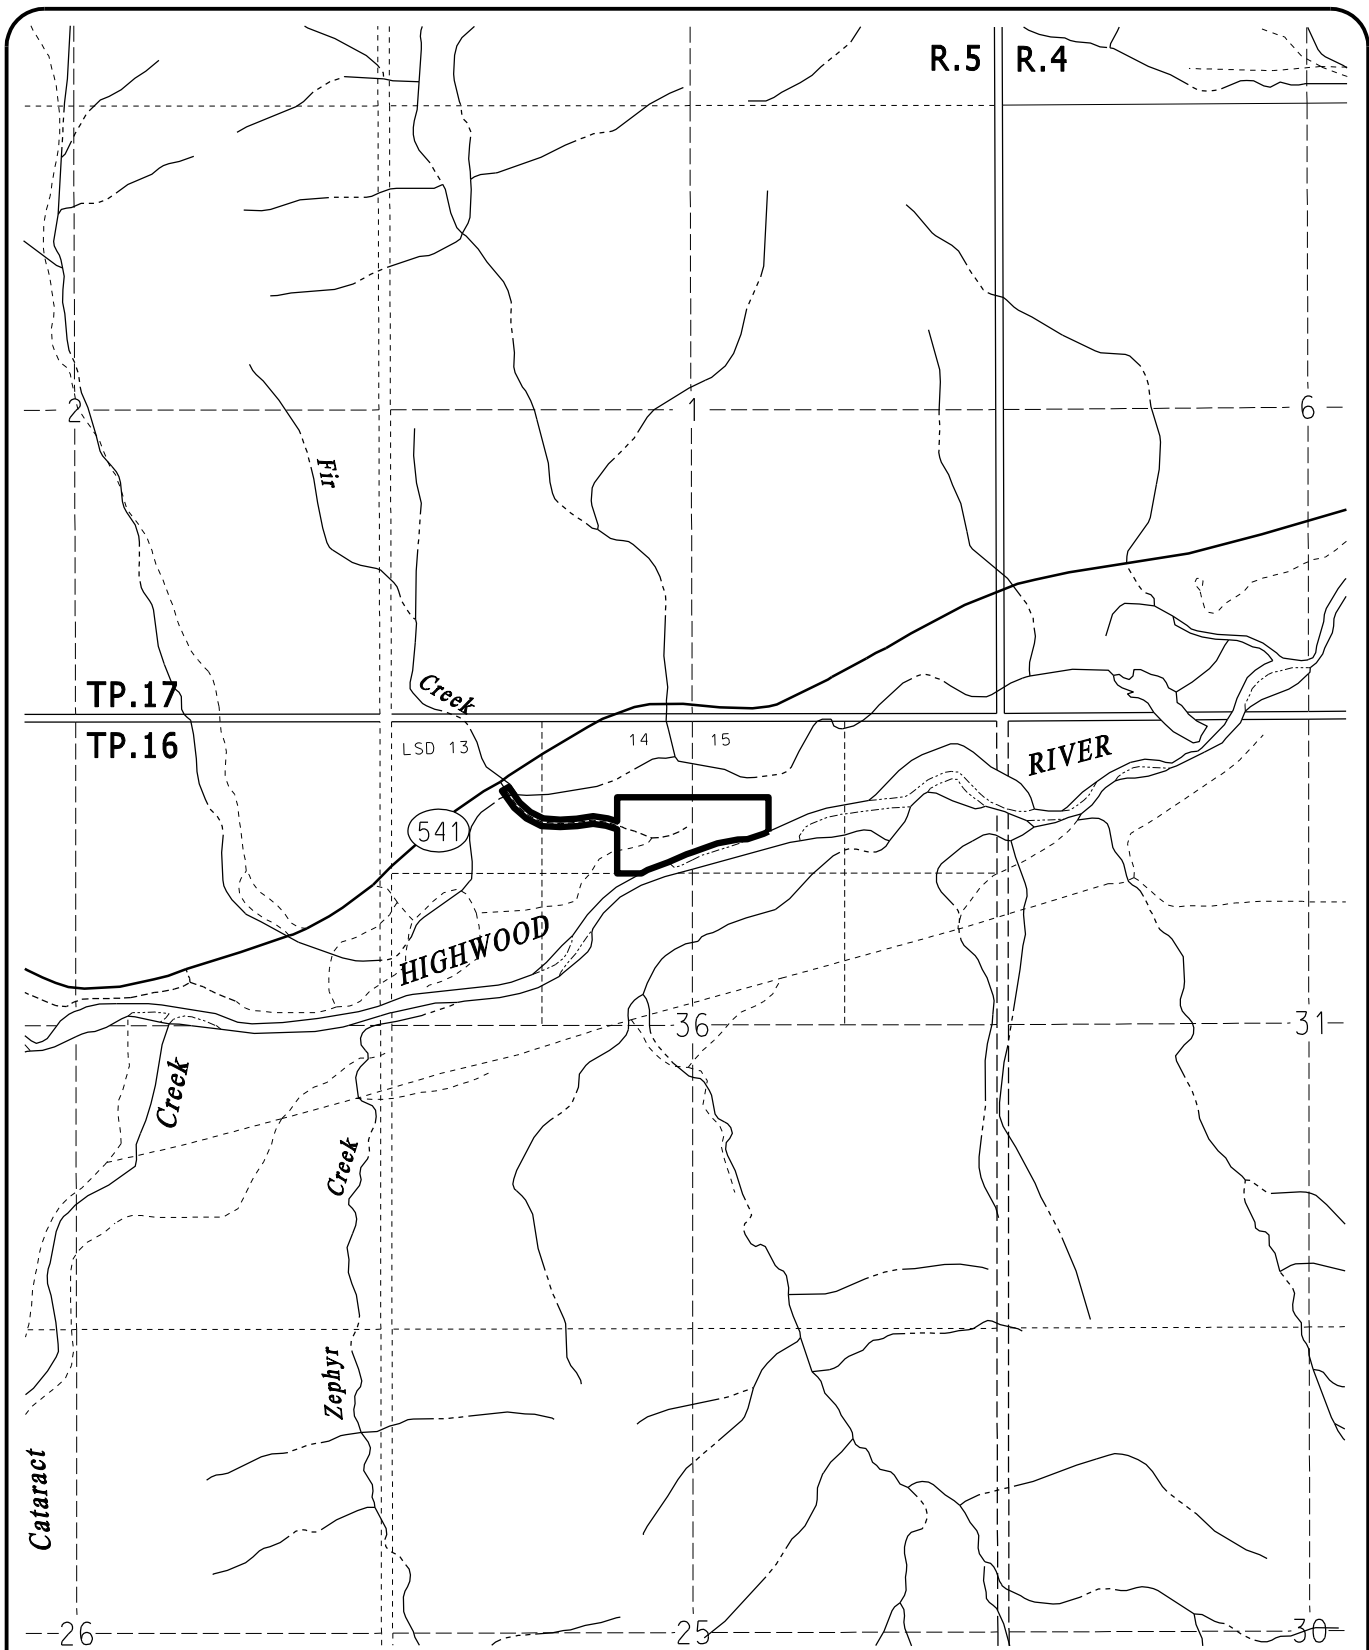 R.5 R.4
2 1 6
Fir
TP.17
Creek
TP.16
LSD 13 14 15
RIVER
541
HIGHWOOD
36 31
Creek
Creek
Zephyr
Cataract
26 25 30